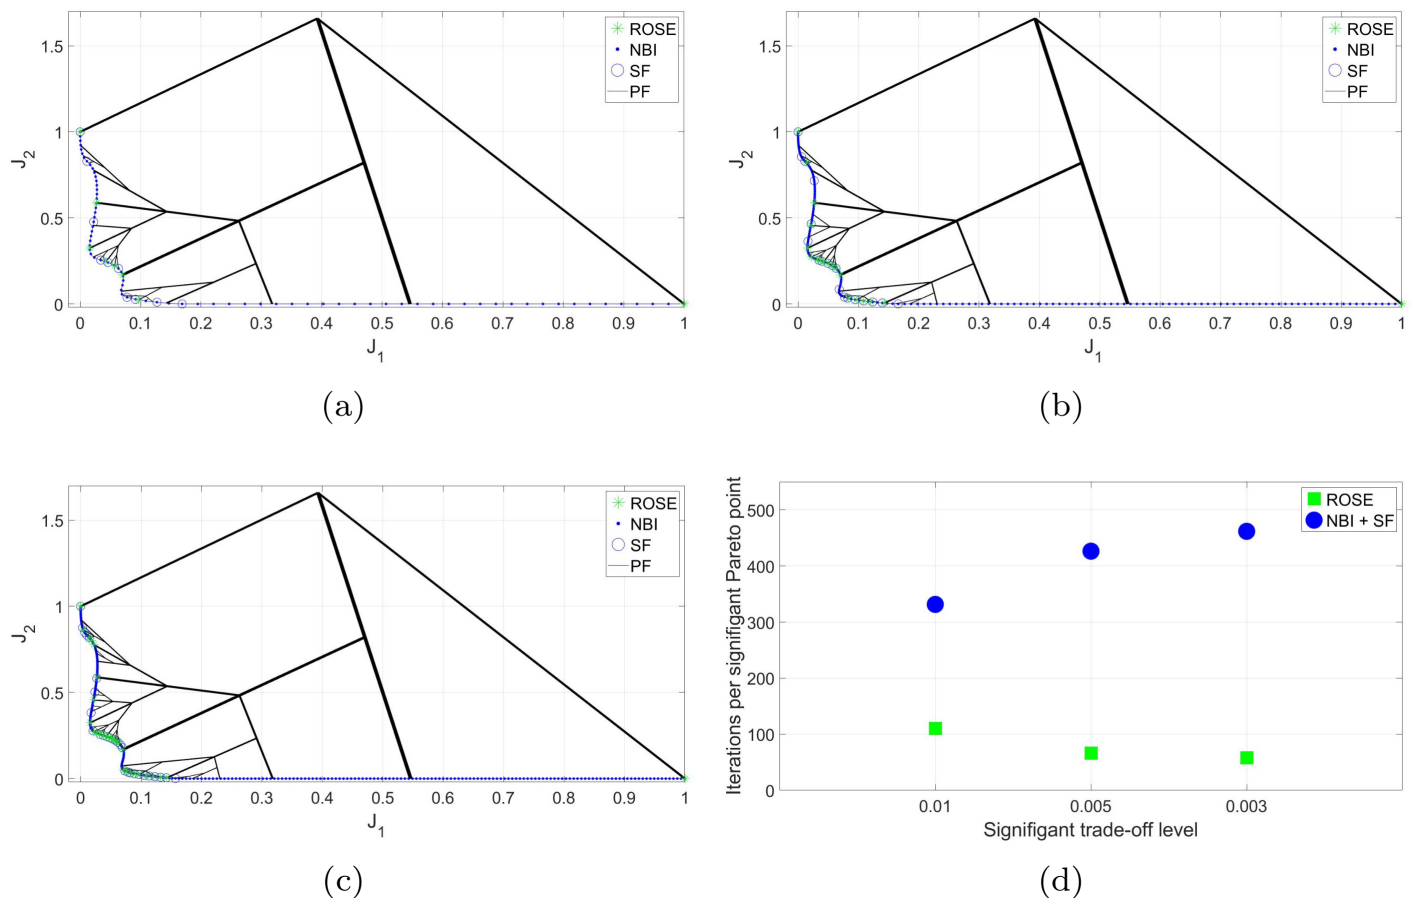 1.5
1
0.5
0
J2
0
0.1
0.2
0.3
0.4
0.5
0.6
0.7
0.8
0.9
1
J1
ROSE
NBI
SF
PF
(a)
1.5
1
0.5
0
J2
0
0.1
0.2
0.3
0.4
0.5
0.6
0.7
0.8
0.9
1
J1
ROSE
NBI
SF
PF
(b)
1.5
1
0.5
0
J2
0
0.1
0.2
0.3
0.4
0.5
0.6
0.7
0.8
0.9
1
J1
ROSE
NBI
SF
PF
(c)
Iterations per signifigant Pareto point
500
400
300
200
100
0
0.01
0.005
0.003
Signifigant trade-off level
ROSE
NBI + SF
(d)